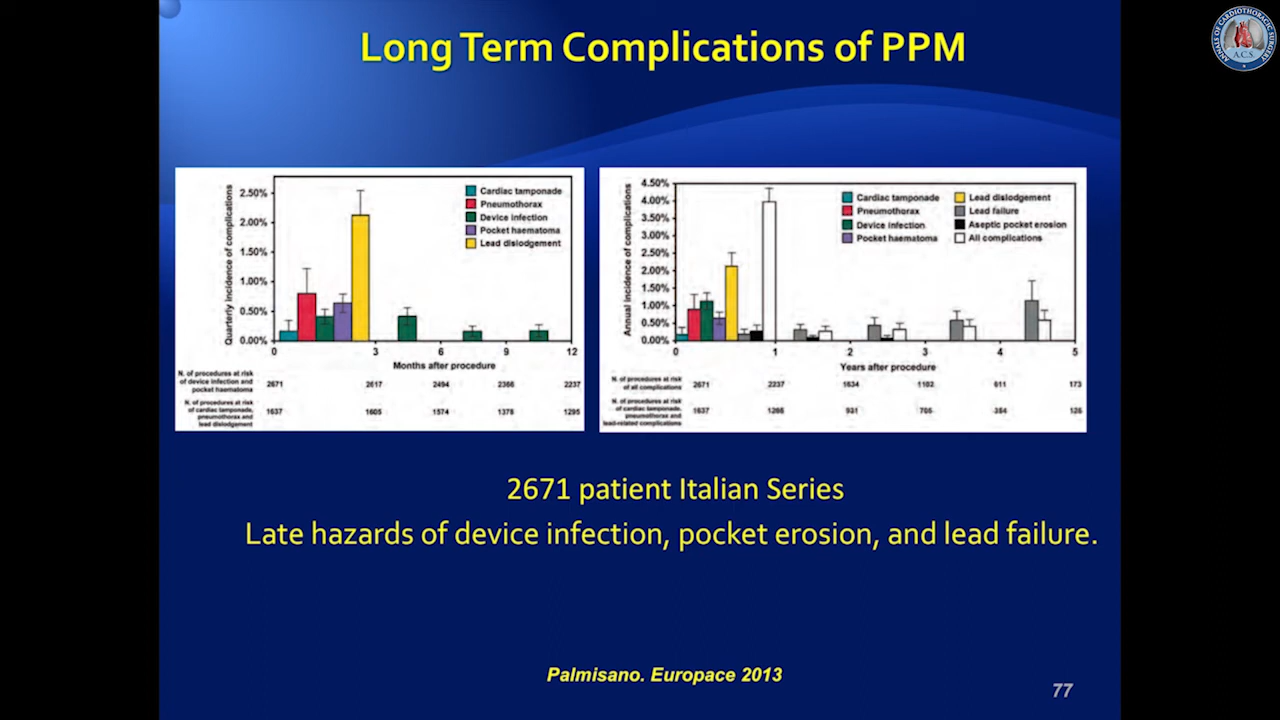 Long Term Complications of PPM
ANNALS OF CARDIOTHORACIC SURGERY
A.C.S
Quarterly incidence of complications
2.50%
2.00%
1.50%
1.00%
0.50%
0.00%
Cardiac tamponade
Pneumothorax
Device infection
Pocket haematoma
Lead dislodgement
0 3 6 9 12
Months after procedure
N. of procedures at risk
of device infection and
pocket haematoma
2671 2617 2494 2366 2237
N. of procedures at risk
of cardiac tamponade,
pneumothorax and
lead dislodgement
1637 1605 1574 1378 1295
Annual incidence of complications
4.50%
4.00%
3.50%
3.00%
2.50%
2.00%
1.50%
1.00%
0.50%
0.00%
Cardiac tamponade
Pneumothorax
Device infection
Pocket haematoma
Lead dislodgement
Lead failure
Aseptic pocket erosion
All complications
0 1 2 3 4 5
Years after procedure
N. of procedures at risk
of all complications
2671 2237 1634 1102 611 173
N. of procedures at risk
of cardiac tamponade,
pneumothorax and
lead-related complications
1637 1266 931
2671 patient Italian Series
Late hazards of device infection, pocket erosion, and lead failure.
Palmisano. Europace 2013
77